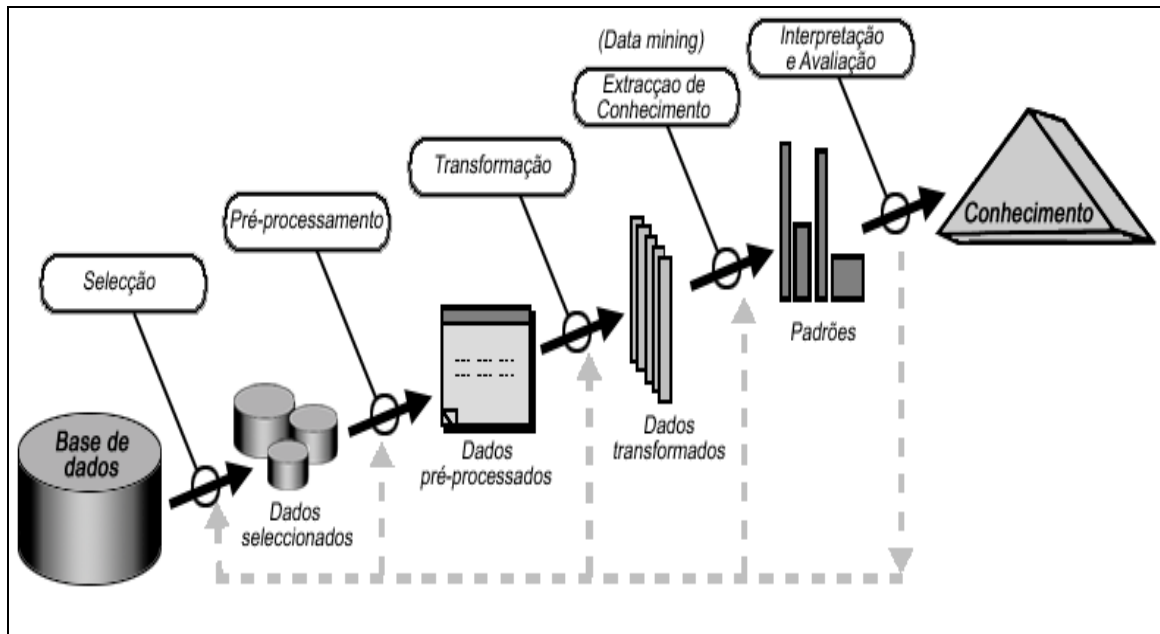 (Data mining)
Interpretação
e Avaliação
Extracçao de
Conhecimento
Transformação
Pré-processamento
Selecção
Conhecimento
Padrões
Dados
transformados
Dados
pré-processados
Base de
dados
Dados
seleccionados